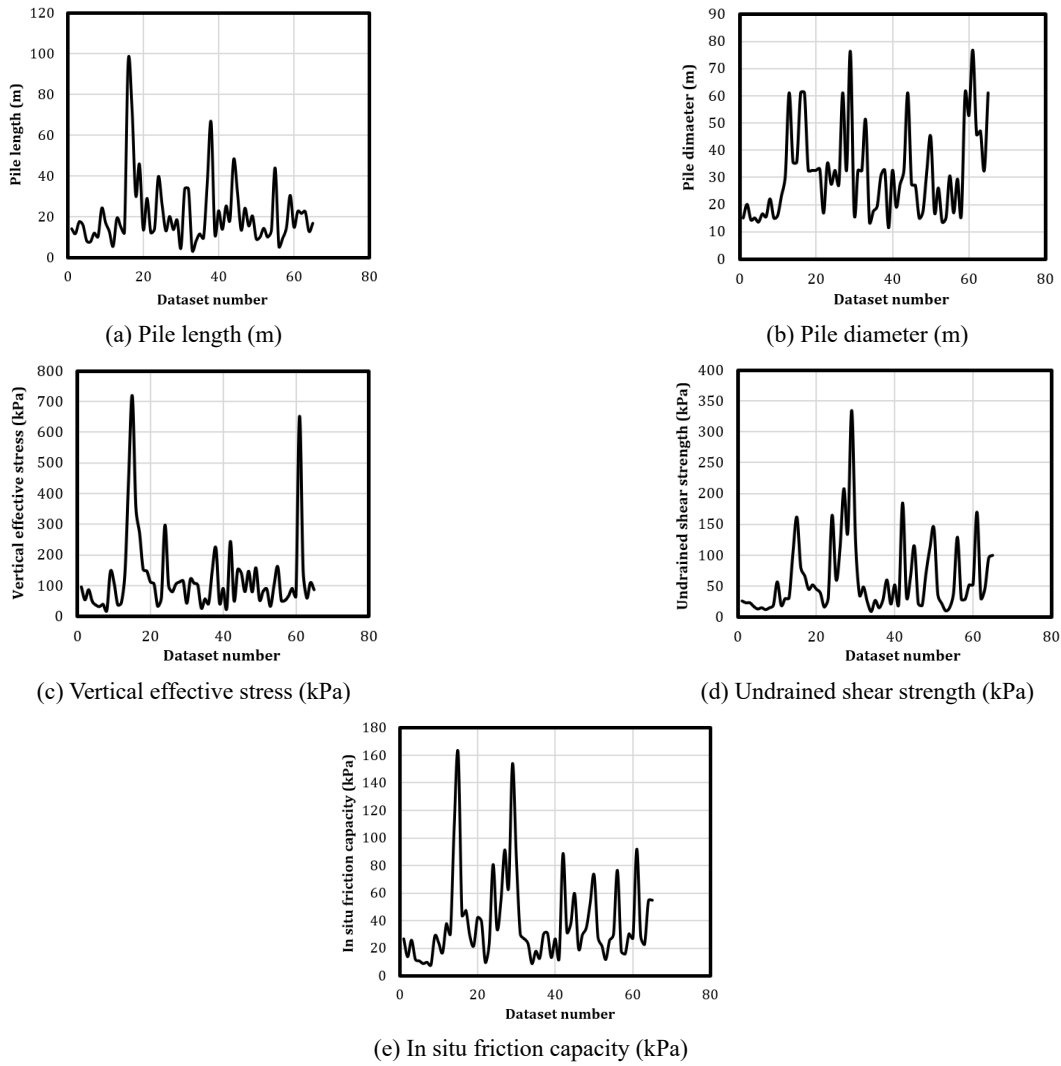 120
100
80
60
40
20
0
0 20 40 60 80
Pile length (m)
Dataset number
(a) Pile length (m)
90
80
70
60
50
40
30
20
10
0
0 20 40 60 80
Pile dimaeter (m)
Dataset number
(b) Pile diameter (m)
800
700
600
500
400
300
200
100
0
0 20 40 60 80
Vertical effective stress (kPa)
Dataset number
(c) Vertical effective stress (kPa)
400
350
300
250
200
150
100
50
0
0 20 40 60 80
Undrained shear strength (kPa)
Dataset number
(d) Undrained shear strength (kPa)
180
160
140
120
100
80
60
40
20
0
0 20 40 60 80
In situ friction capacity (kPa)
Dataset number
(e) In situ friction capacity (kPa)